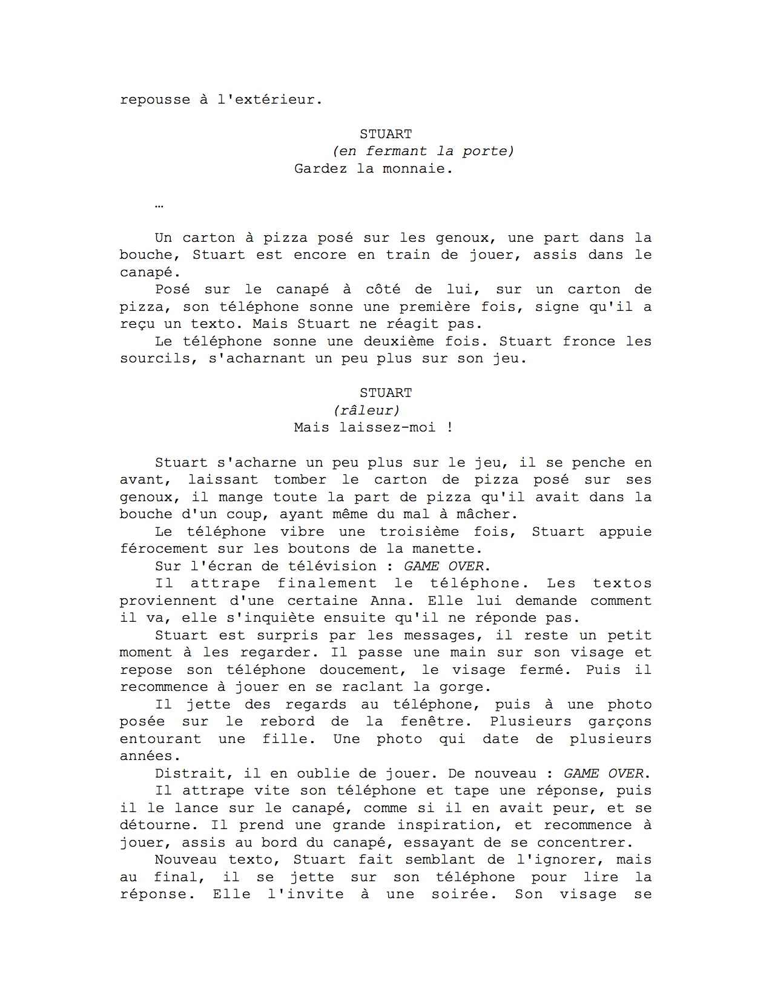 repousse à l'extérieur.
STUART
(en fermant la porte)
Gardez la monnaie.
…
Un carton à pizza posé sur les genoux, une part dans la
bouche, Stuart est encore en train de jouer, assis dans le
canapé.
Posé sur le canapé à côté de lui, sur un carton de
pizza, son téléphone sonne une première fois, signe qu'il a
reçu un texto. Mais Stuart ne réagit pas.
Le téléphone sonne une deuxième fois. Stuart fronce les
sourcils, s'acharnant un peu plus sur son jeu.
STUART
(râleur)
Mais laissez-moi !
Stuart s'acharne un peu plus sur le jeu, il se penche en
avant, laissant tomber le carton de pizza posé sur ses
genoux, il mange toute la part de pizza qu'il avait dans la
bouche d'un coup, ayant même du mal à mâcher.
Le téléphone vibre une troisième fois, Stuart appuie
férocement sur les boutons de la manette.
Sur l'écran de télévision : GAME OVER.
Il attrape finalement le téléphone. Les textos
proviennent d'une certaine Anna. Elle lui demande comment
il va, elle s'inquiète ensuite qu'il ne réponde pas.
Stuart est surpris par les messages, il reste un petit
moment à les regarder. Il passe une main sur son visage et
repose son téléphone doucement, le visage fermé. Puis il
recommence à jouer en se raclant la gorge.
Il jette des regards au téléphone, puis à une photo
posée sur le rebord de la fenêtre. Plusieurs garçons
entourant une fille. Une photo qui date de plusieurs
années.
Distrait, il en oublie de jouer. De nouveau : GAME OVER.
Il attrape vite son téléphone et tape une réponse, puis
il le lance sur le canapé, comme si il en avait peur, et se
détourne. Il prend une grande inspiration, et recommence à
jouer, assis au bord du canapé, essayant de se concentrer.
Nouveau texto, Stuart fait semblant de l'ignorer, mais
au final, il se jette sur son téléphone pour lire la
réponse. Elle l'invite à une soirée. Son visage se